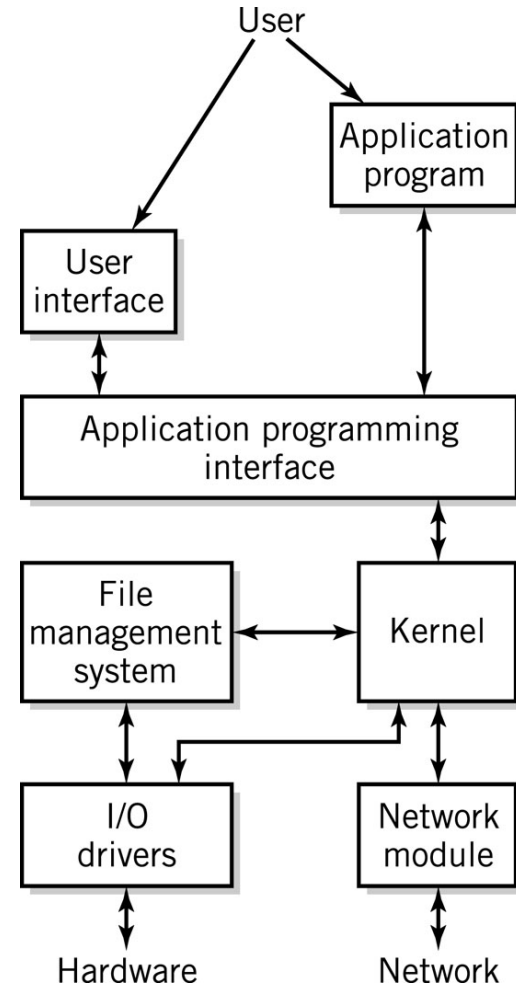 User
Application
program
User
interface
Application programming
interface
File
management
system
Kernel
I/O
drivers
Network
module
Hardware
Network